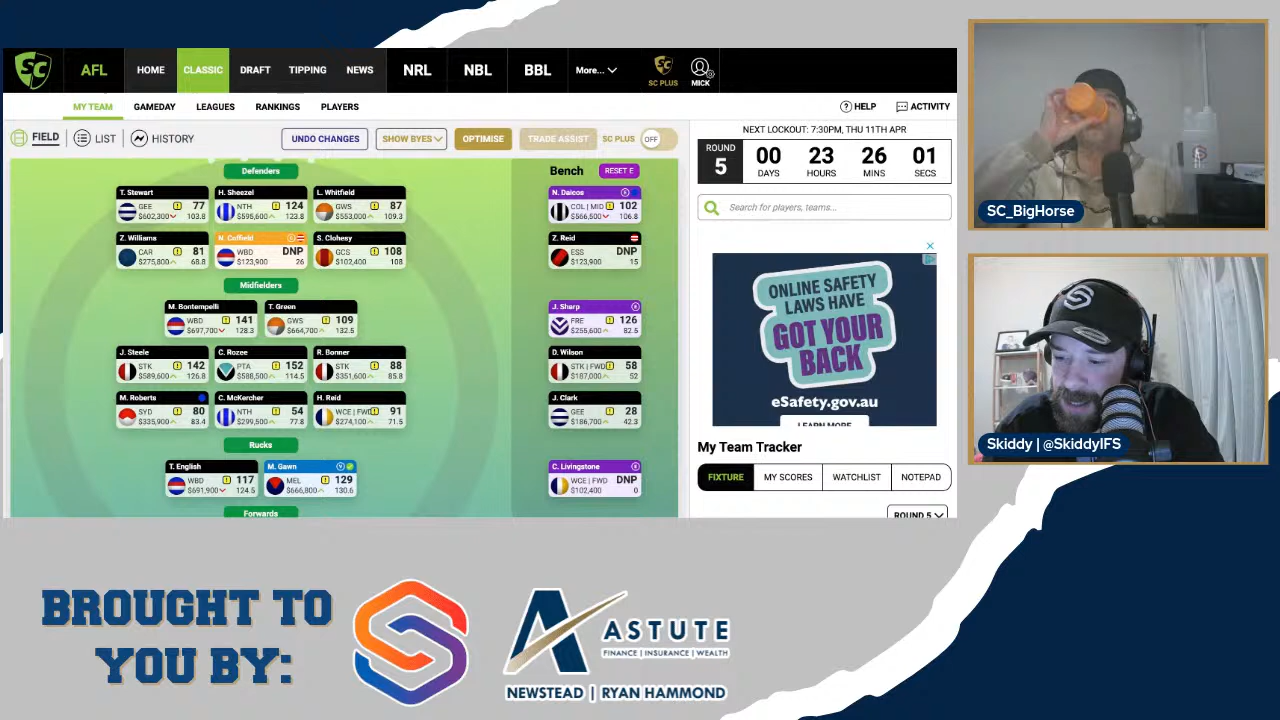 SC
AFL
HOME
CLASSIC
DRAFT
TIPPING
NEWS
NRL
NBL
BBL
More...
SC PLUS
MICK
MY TEAM
GAMEDAY
LEAGUES
RANKINGS
PLAYERS
HELP
ACTIVITY
FIELD
LIST
HISTORY
UNDO CHANGES
SHOW BYES
OPTIMISE
TRADE ASSIST
SC PLUS
OFF
NEXT LOCKOUT: 7:30PM, THU 11TH APR
ROUND
5
00 23 26 01
DAYS HOURS MINS SECS
Search for players, teams...
Defenders
Bench
RESET E
T. Stewart
GEE 77
$602,300 103.8
H. Sheezel
NTH 124
$598,600 123.8
L. Whitfield
GWS 87
$553,000 109.3
N. Daicos
COL | MID 102
$566,500 106.8
Z. Williams
CAR 81
$275,800 68.8
N. Coffield
WBD DNP
$123,900 26
S. Clohesy
GCS 108
$102,400 108
Z. Reid
ESS DNP
$123,900 15
Midfielders
M. Bontempelli
WBD 141
$697,700 128.3
T. Green
GWS 109
$664,700 132.5
J. Sharp
FRE 126
$255,600 82.5
J. Steele
STK 142
$589,600 126.8
C. Rozee
PTA 152
$588,500 114.5
R. Bonner
STK 88
$351,600 85.8
D. Wilson
STK | FWD 58
$187,000 52
M. Roberts
SYD 80
$335,900 83.4
C. McKercher
NTH 54
$299,500 77.8
H. Reid
WCE | FWD 91
$274,100 71.5
J. Clark
GEE 28
$186,700 42.3
Rucks
T. English
WBD 117
$691,900 124.5
M. Gawn
MEL 129
$666,800 130.6
C. Livingstone
WCE | FWD DNP
$102,400 0
Forwards
ONLINE SAFETY
LAWS HAVE
GOT YOUR
BACK
eSafety.gov.au
LEARN MORE
My Team Tracker
FIXTURE
MY SCORES
WATCHLIST
NOTEPAD
ROUND 5
SC_BigHorse
Skiddy | @SkiddyIFS
BROUGHT TO
YOU BY:
ASTUTE
FINANCE | INSURANCE | WEALTH
NEWSTEAD | RYAN HAMMOND